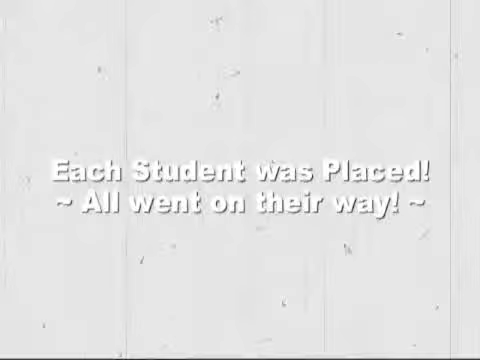 Each Student was Placed!
~ All went on their way! ~